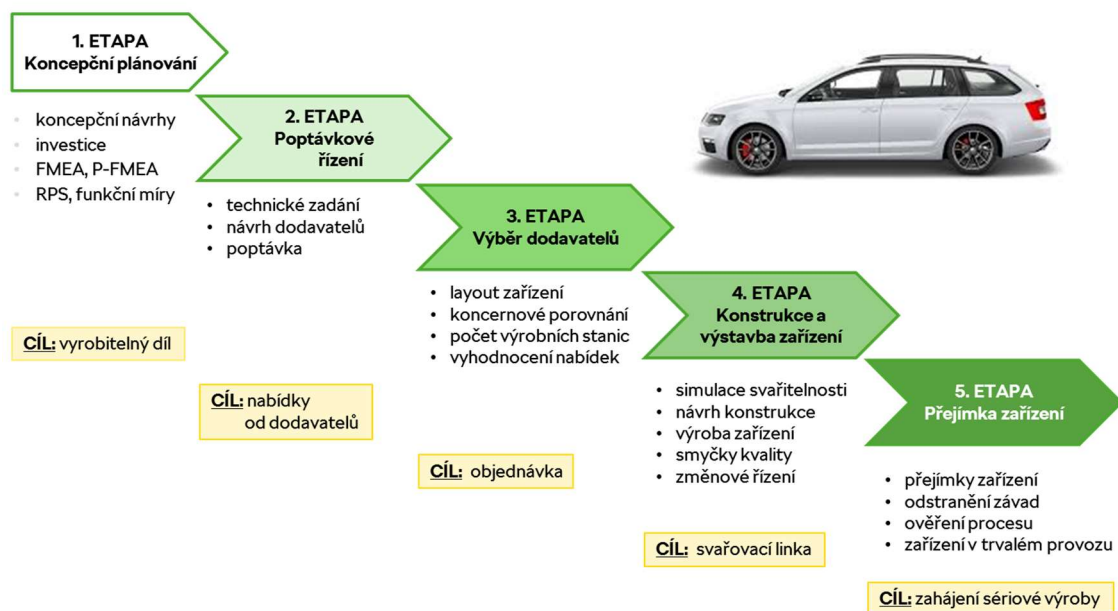 1. ETAPA
Koncepční plánování
koncepční návrhy
investice
FMEA, P-FMEA
RPS, funkční míry
CÍL: vyrobitelný díl
2. ETAPA
Poptávkové
řízení
• technické zadání
• návrh dodavatelů
• poptávka
CÍL: nabídky
od dodavatelů
3. ETAPA
Výběr dodavatelů
• layout zařízení
• koncernové porovnání
• počet výrobních stanic
• vyhodnocení nabídek
CÍL: objednávka
4. ETAPA
Konstrukce a
výstavba zařízení
• simulace svařitelnosti
• návrh konstrukce
• výroba zařízení
• smyčky kvality
• změnové řízení
CÍL: svařovací linka
5. ETAPA
Přejímka zařízení
• přejímky zařízení
• odstranění závad
• ověření procesu
• zařízení v trvalém provozu
CÍL: zahájení sériové výroby